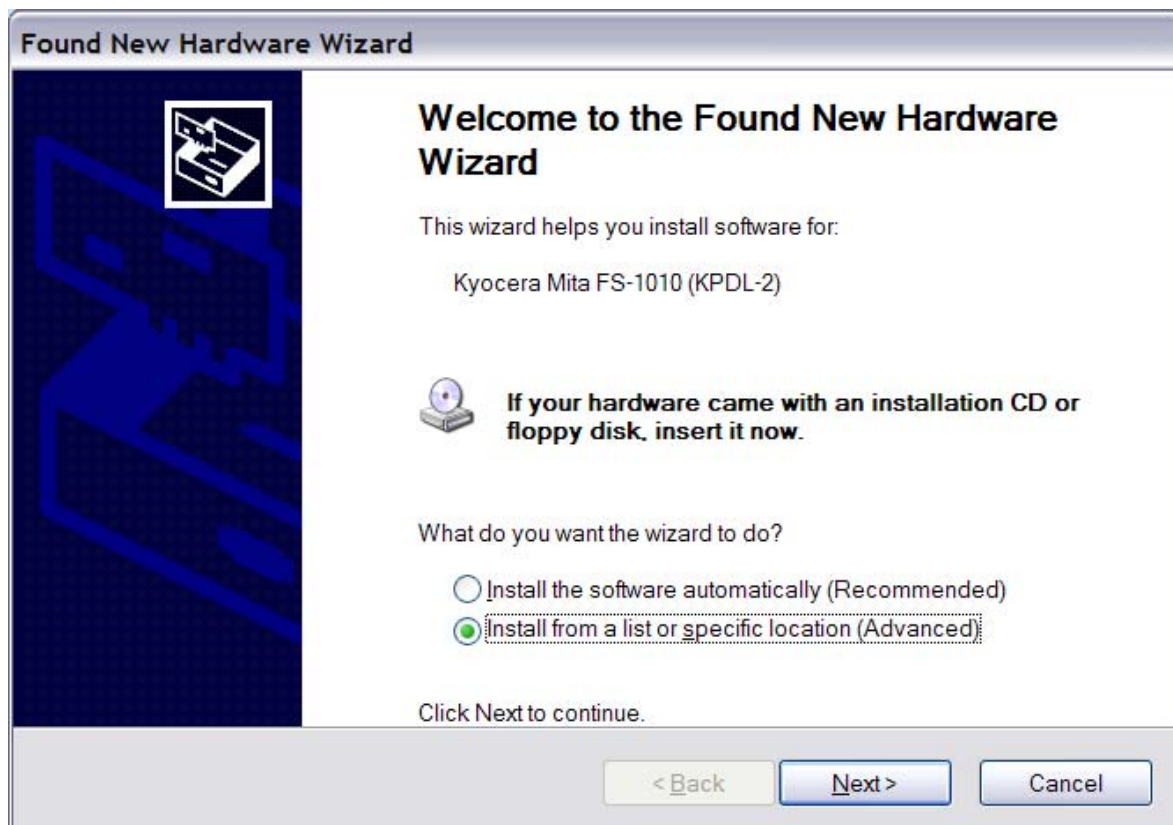 Found New Hardware Wizard
Welcome to the Found New Hardware
Wizard
This wizard helps you install software for:
Kyocera Mita FS-1010 (KPDL-2)
If your hardware came with an installation CD or
floppy disk, insert it now.
What do you want the wizard to do?
Install the software automatically (Recommended)
Install from a list or specific location (Advanced)
Click Next to continue.
< Back Next > Cancel